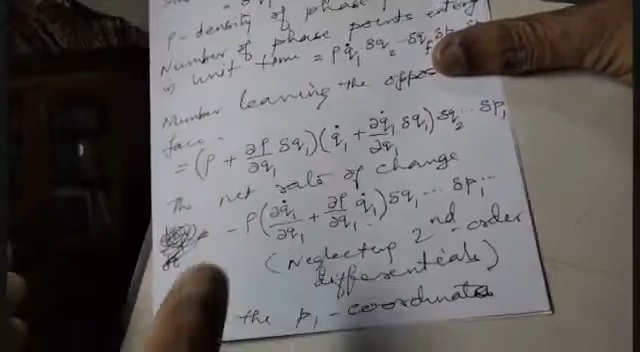 ρ-density of phase
Number of phase points entering
in unit time = ρ q̇₁ δq₂ ... δq_f δp₁
Number leaving the oppos
face -
= (ρ + ∂ρ/∂q₁ δq₁)(q̇₁ + ∂q̇₁/∂q₁ δq₁) δq₂ ... δp₁
The net rate of change
- ρ(∂q̇₁/∂q₁ + ∂ρ/∂q₁ q̇₁) δq₁ ... δp₁ ..
(Neglecting 2nd order
differentials)
the p₁ - coordinates